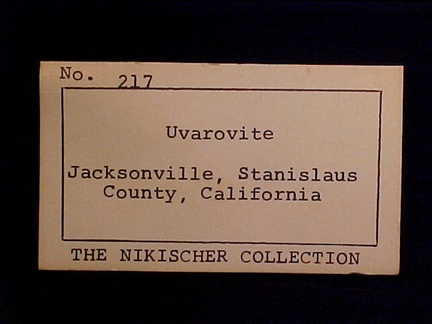 No. 217
Uvarovite
Jacksonville, Stanislaus
County, California
THE NIKISCHER COLLECTION